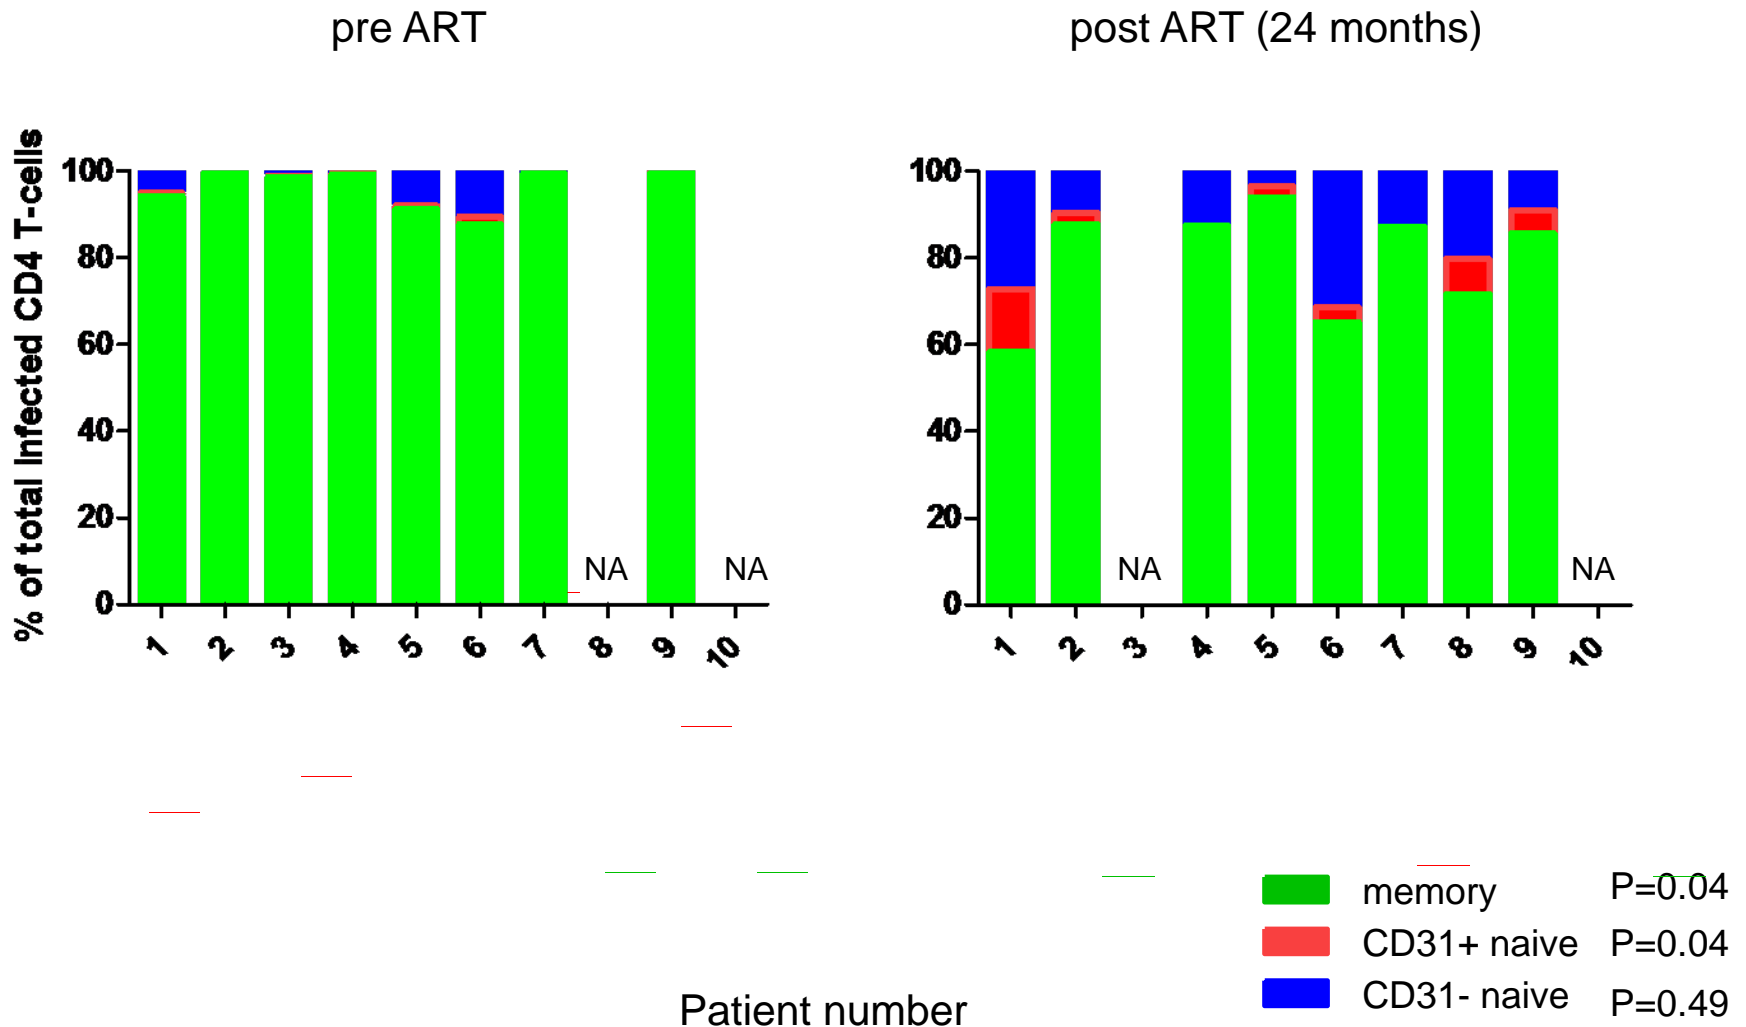 pre ART
post ART (24 months)
% of total Infected CD4 T-cells
100
80
60
40
20
0
NA
NA
1 2 3 4 5 6 7 8 9 10
100
80
60
40
20
0
NA
NA
1 2 3 4 5 6 7 8 9 10
memory P=0.04
CD31+ naive P=0.04
CD31- naive P=0.49
Patient number